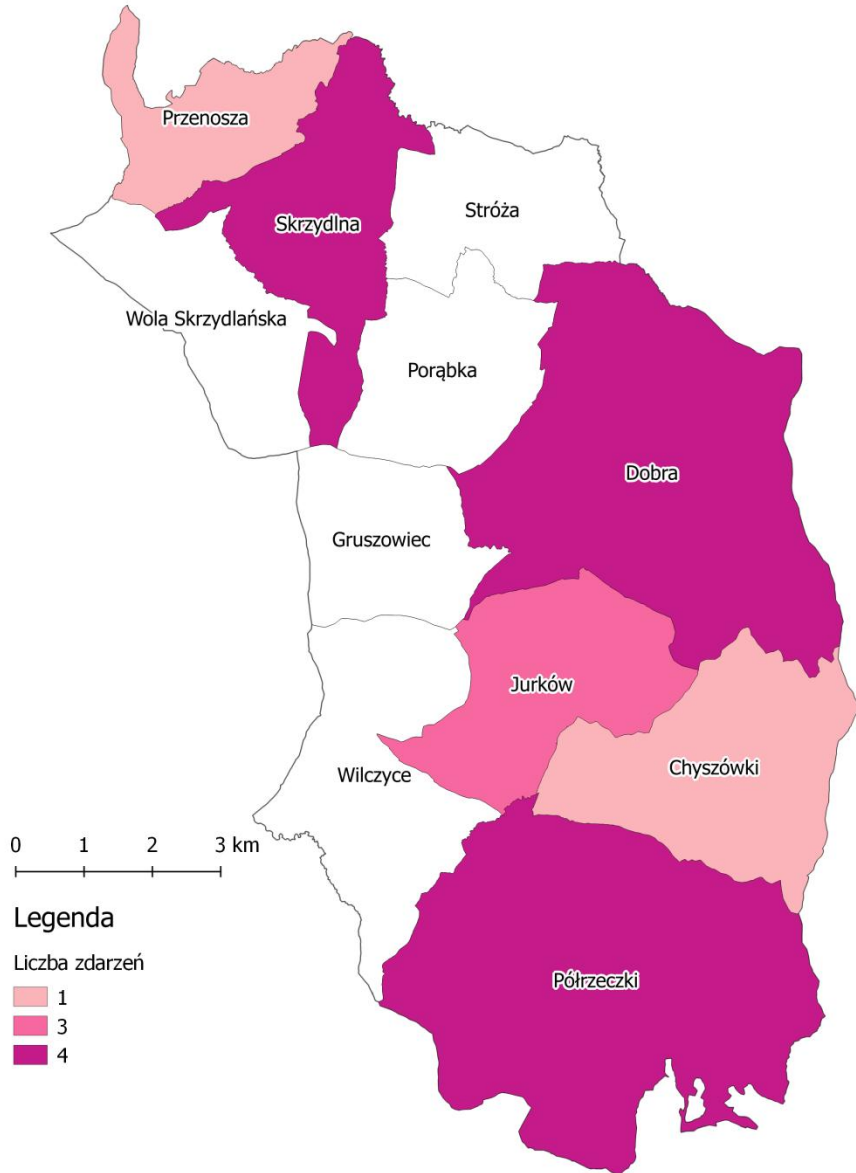 Przenosza
Skrzydlna
Stróża
Wola Skrzydlańska
Porąbka
Dobra
Gruszowiec
Jurków
Wilczyce
Chyszówki
0 1 2 3 km
Legenda
Liczba zdarzeń
1
3
4
Półrzeczki